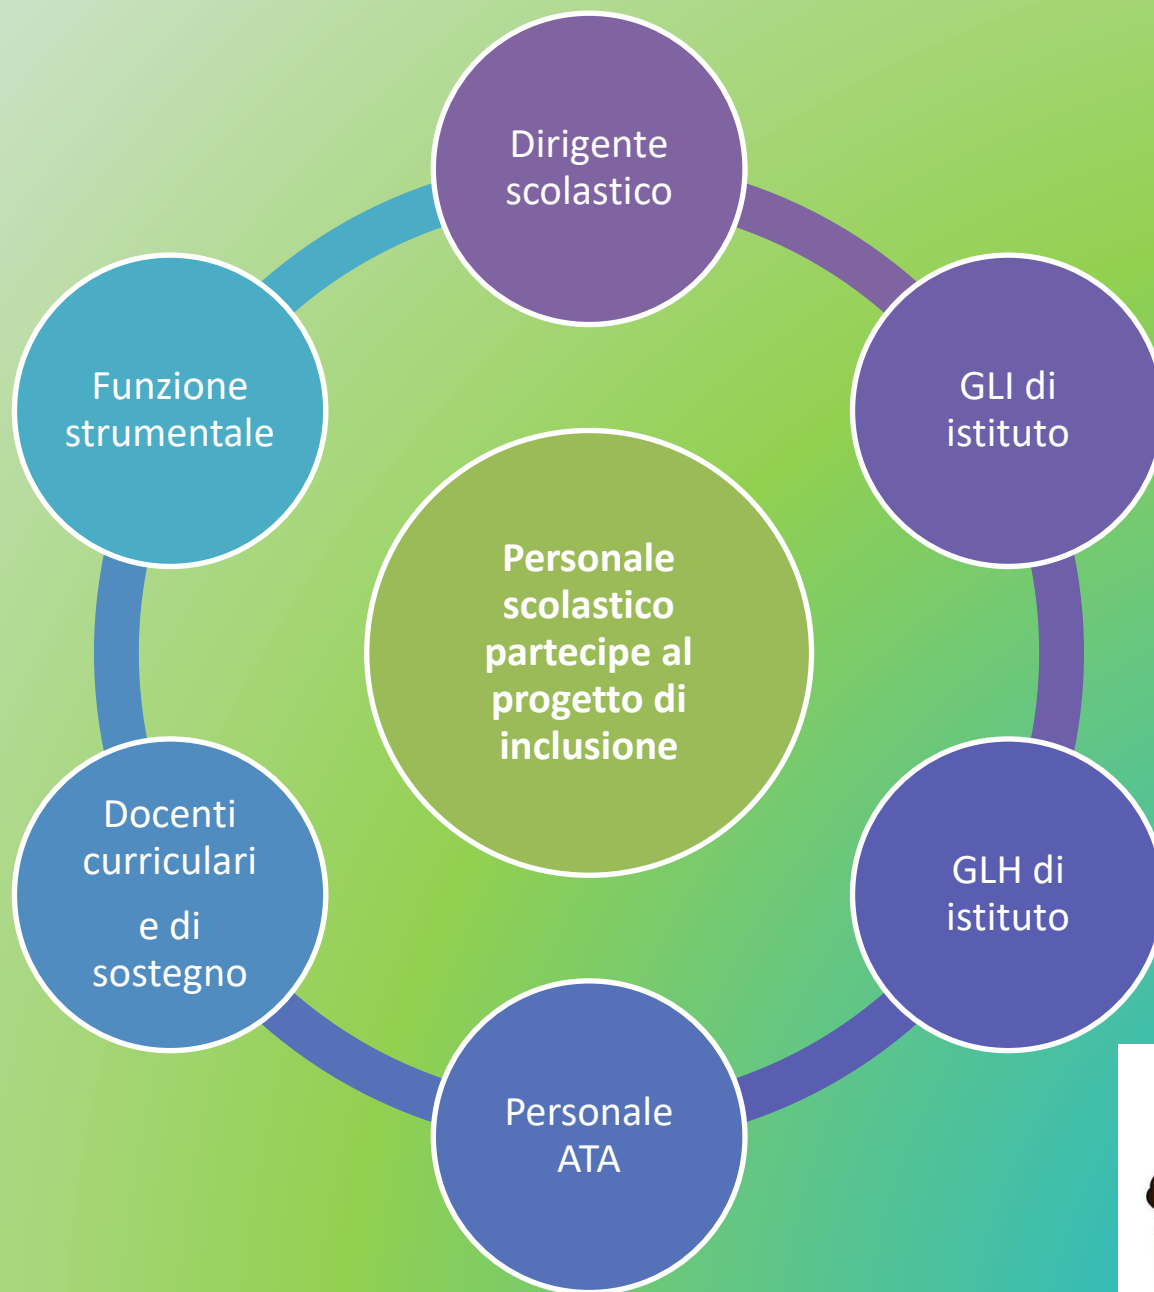 Dirigente
scolastico
GLI di
istituto
GLH di
istituto
Personale
ATA
Docenti
curriculari
e di
sostegno
Funzione
strumentale
Personale
scolastico
partecipe al
progetto di
inclusione